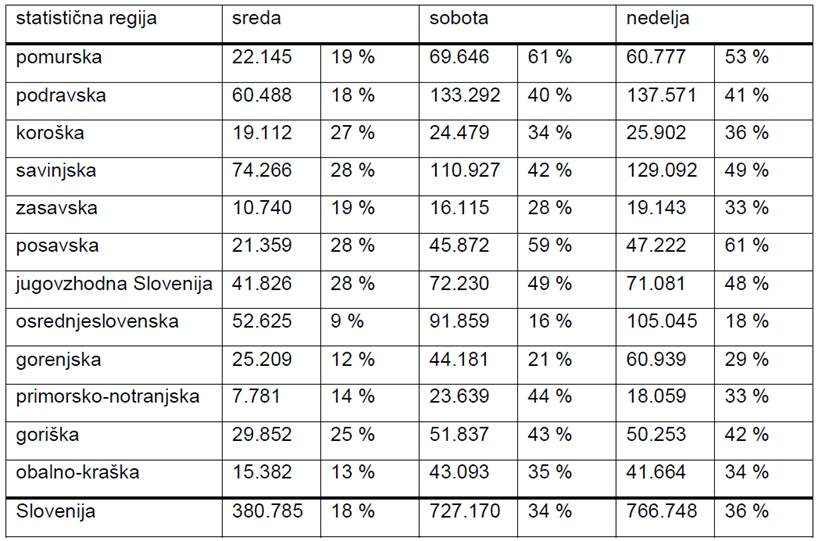 statistična regija sreda sobota nedelja
pomurska 22.145 19 % 69.646 61 % 60.777 53 %
podravska 60.488 18 % 133.292 40 % 137.571 41 %
koroška 19.112 27 % 24.479 34 % 25.902 36 %
savinjska 74.266 28 % 110.927 42 % 129.092 49 %
zasavska 10.740 19 % 16.115 28 % 19.143 33 %
posavska 21.359 28 % 45.872 59 % 47.222 61 %
jugovzhodna Slovenija 41.826 28 % 72.230 49 % 71.081 48 %
osrednjeslovenska 52.625 9 % 91.859 16 % 105.045 18 %
gorenjska 25.209 12 % 44.181 21 % 60.939 29 %
primorsko-notranjska 7.781 14 % 23.639 44 % 18.059 33 %
goriška 29.852 25 % 51.837 43 % 50.253 42 %
obalno-kraška 15.382 13 % 43.093 35 % 41.664 34 %
Slovenija 380.785 18 % 727.170 34 % 766.748 36 %